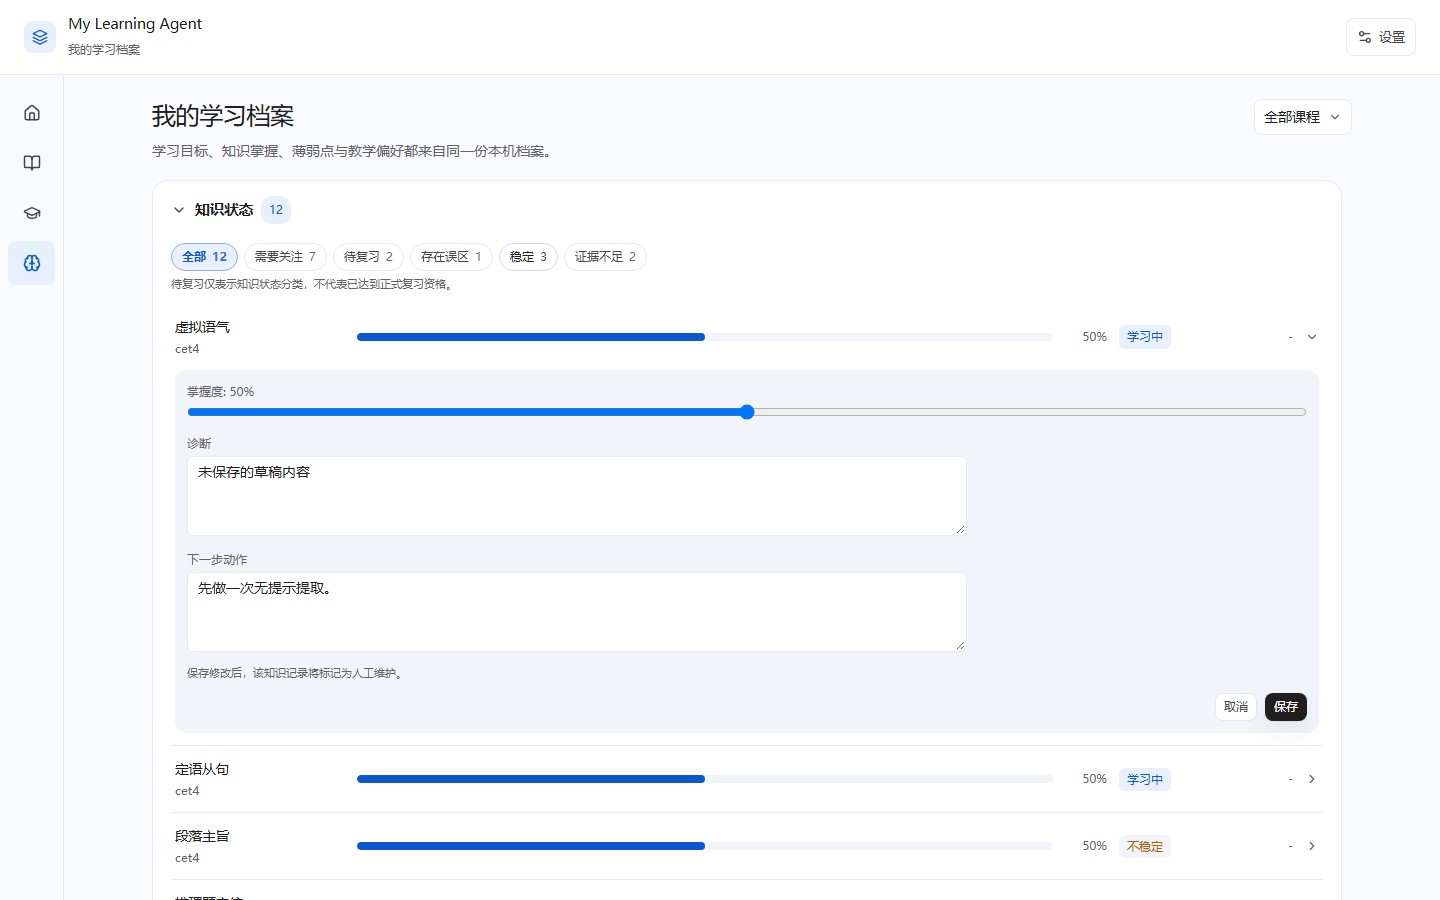 My Learning Agent
我的学习档案
设置
我的学习档案
全部课程
学习目标、知识掌握、薄弱点与教学偏好都来自同一份本机档案。
知识状态 12
全部 12 需要关注 7 待复习 2 存在误区 1 稳定 3 证据不足 2
待复习仅表示知识状态分类，不代表已达到正式复习资格。
虚拟语气
cet4
50% 学习中 -
掌握度: 50%
诊断
未保存的草稿内容
下一步动作
先做一次无提示提取。
保存修改后，该知识记录将标记为人工维护。
取消 保存
定语从句
cet4
50% 学习中 -
段落主旨
cet4
50% 不稳定 -